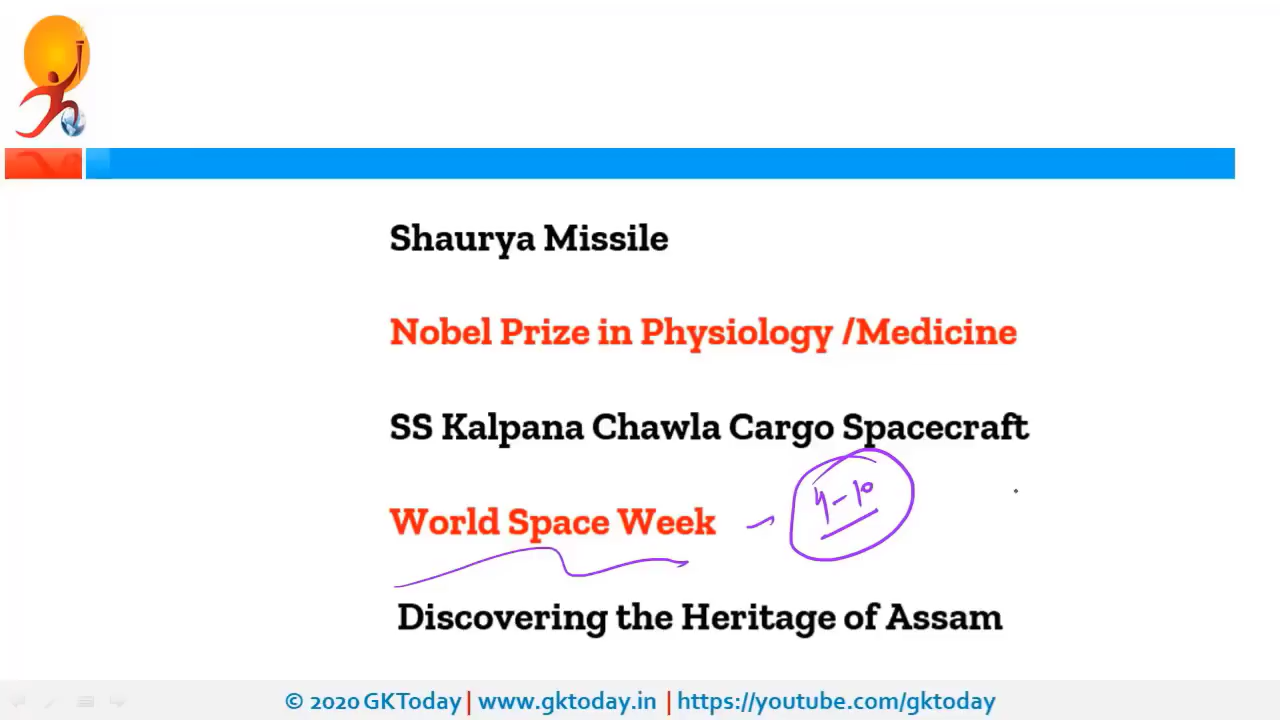 Shaurya Missile
Nobel Prize in Physiology /Medicine
SS Kalpana Chawla Cargo Spacecraft
World Space Week
4-10
Discovering the Heritage of Assam
© 2020 GKToday | www.gktoday.in | https://youtube.com/gktoday